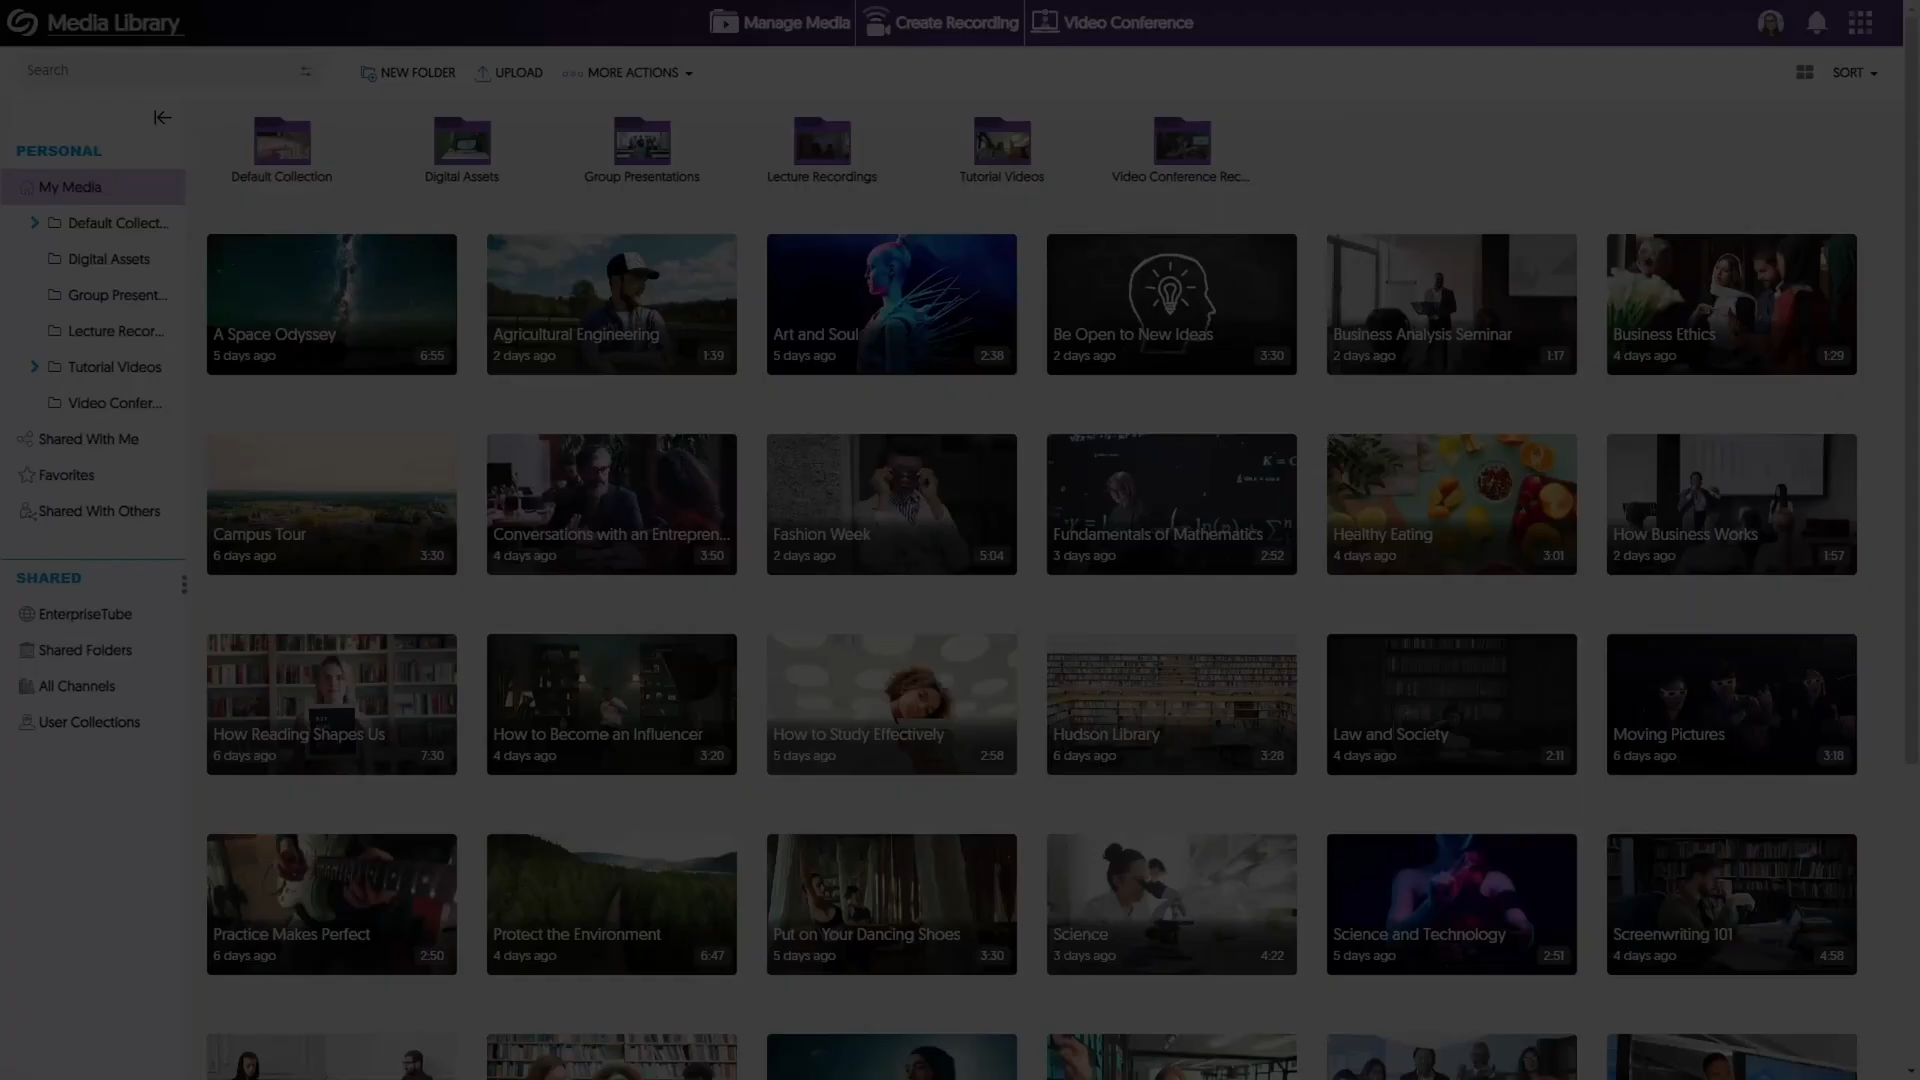 Media Library
Manage Media
Create Recording
Video Conference
Search
NEW FOLDER
UPLOAD
MORE ACTIONS
SORT
PERSONAL
My Media
Default Collect...
Digital Assets
Group Present...
Lecture Recor...
Tutorial Videos
Video Confer...
Shared With Me
Favorites
Shared With Others
SHARED
EnterpriseTube
Shared Folders
All Channels
User Collections
Default Collection
Digital Assets
Group Presentations
Lecture Recordings
Tutorial Videos
Video Conference Rec...
A Space Odyssey
5 days ago 6:55
Agricultural Engineering
2 days ago 1:39
Art and Soul
5 days ago 2:38
Be Open to New Ideas
2 days ago 3:30
Business Analysis Seminar
2 days ago 1:17
Business Ethics
4 days ago 1:29
Campus Tour
6 days ago 3:30
Conversations with an Entrepren...
4 days ago 3:50
Fashion Week
2 days ago 5:04
K = C
Fundamentals of Mathematics
3 days ago 2:52
Healthy Eating
4 days ago 3:01
How Business Works
2 days ago 1:57
How Reading Shapes Us
6 days ago 7:30
How to Become an Influencer
4 days ago 3:20
How to Study Effectively
5 days ago 2:58
Hudson Library
6 days ago 3:28
Law and Society
4 days ago 2:11
Moving Pictures
6 days ago 3:18
Practice Makes Perfect
6 days ago 2:50
Protect the Environment
4 days ago 6:47
Put on Your Dancing Shoes
5 days ago 3:30
Science
3 days ago 4:22
Science and Technology
5 days ago 2:51
Screenwriting 101
4 days ago 4:58